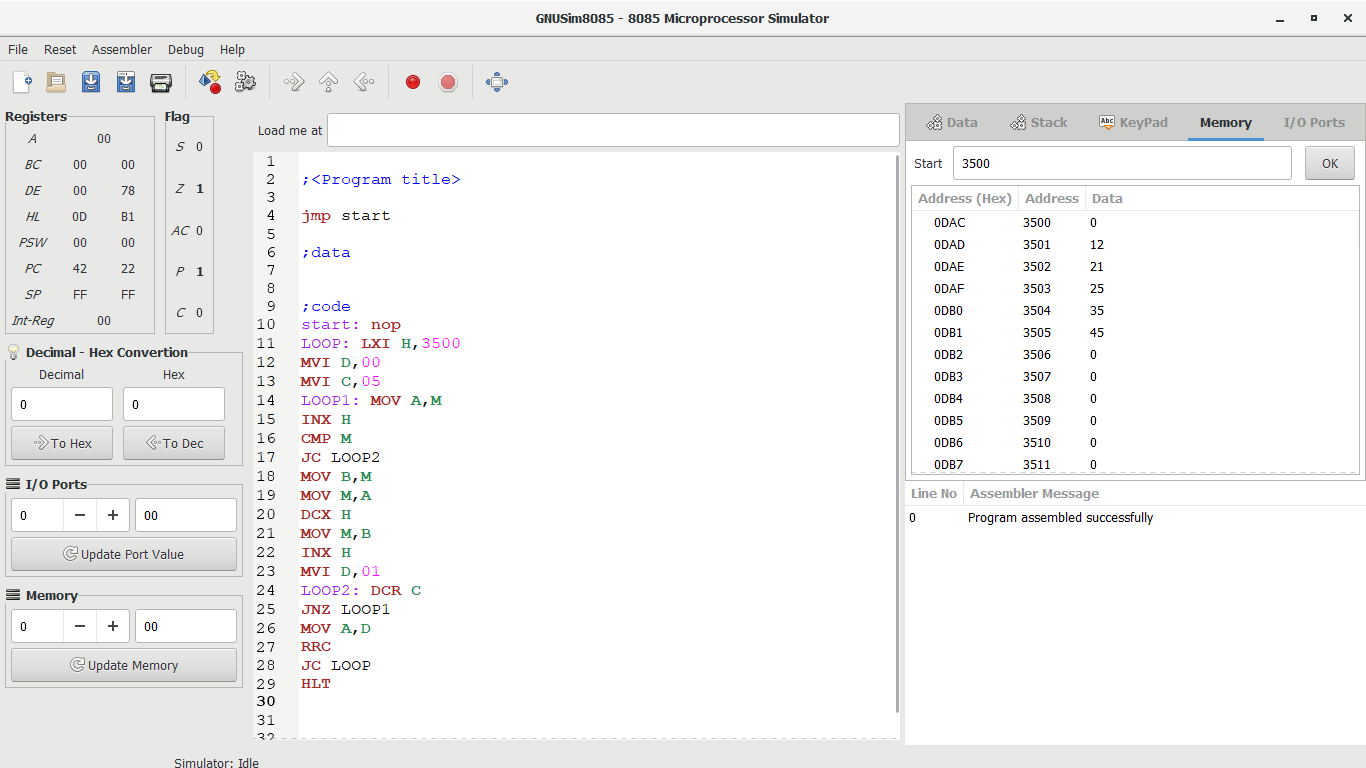 GNUSim8085 - 8085 Microprocessor Simulator
File Reset Assembler Debug Help
Registers
A 00
BC 00 00
DE 00 78
HL 0D B1
PSW 00 00
PC 42 22
SP FF FF
Int-Reg 00
Flag
S 0
Z 1
AC 0
P 1
C 0
Decimal - Hex Convertion
Decimal Hex
0 0
To Hex To Dec
I/O Ports
0 − + 00
Update Port Value
Memory
0 − + 00
Update Memory
Load me at
1
2 ;<Program title>
3
4 jmp start
5
6 ;data
7
8
9 ;code
10 start: nop
11 LOOP: LXI H,3500
12 MVI D,00
13 MVI C,05
14 LOOP1: MOV A,M
15 INX H
16 CMP M
17 JC LOOP2
18 MOV B,M
19 MOV M,A
20 DCX H
21 MOV M,B
22 INX H
23 MVI D,01
24 LOOP2: DCR C
25 JNZ LOOP1
26 MOV A,D
27 RRC
28 JC LOOP
29 HLT
30
31
32
Data Stack Abc KeyPad Memory I/O Ports
Start 3500 OK
Address (Hex) Address Data
0DAC 3500 0
0DAD 3501 12
0DAE 3502 21
0DAF 3503 25
0DB0 3504 35
0DB1 3505 45
0DB2 3506 0
0DB3 3507 0
0DB4 3508 0
0DB5 3509 0
0DB6 3510 0
0DB7 3511 0
Line No Assembler Message
0 Program assembled successfully
Simulator: Idle